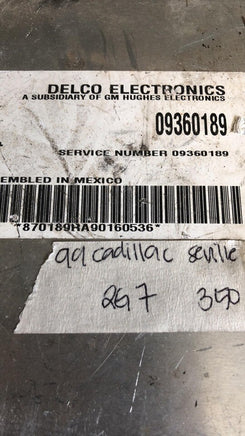 DELCO ELECTRONICS
A SUBSIDIARY OF GM HUGHES ELECTRONICS
09360189
SERVICE NUMBER 09360189
EMBLED IN MEXICO
*870189HA90160536*
99 cadillac seville
297 350